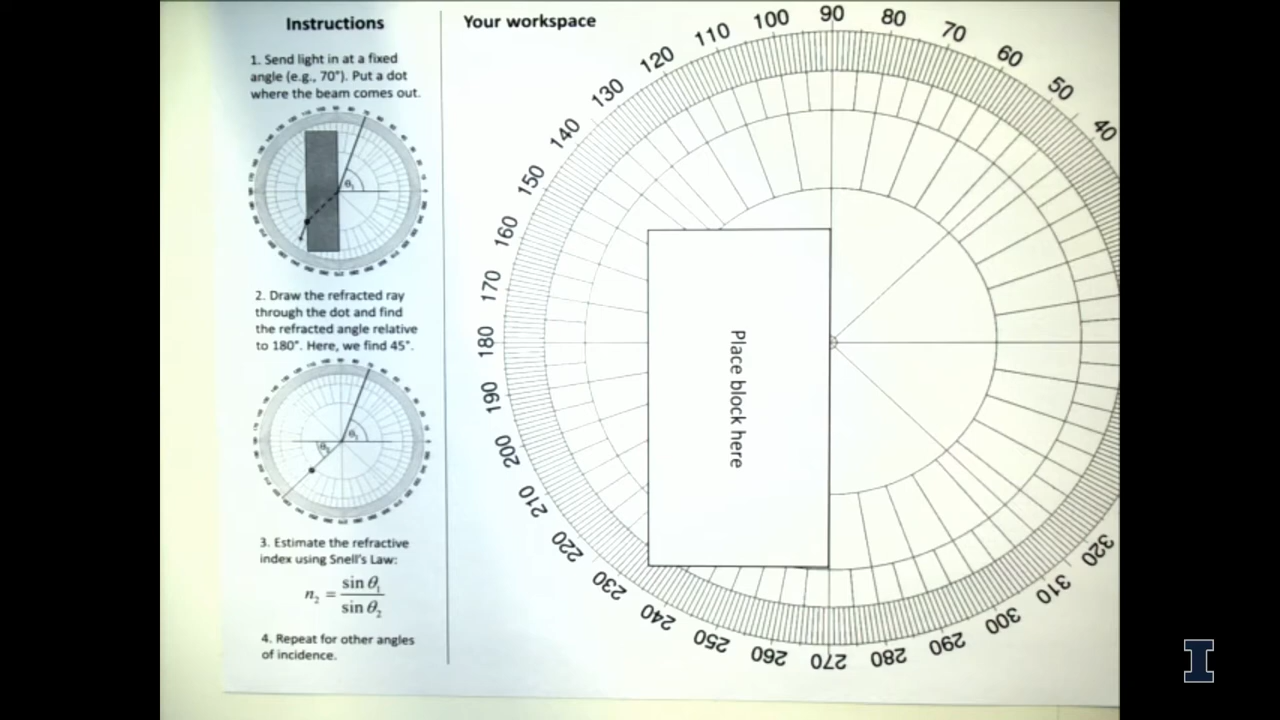 Instructions
1. Send light in at a fixed
angle (e.g., 70°). Put a dot
where the beam comes out.
θ₁
2. Draw the refracted ray
through the dot and find
the refracted angle relative
to 180°. Here, we find 45°.
θ₁
θ₂
3. Estimate the refractive
index using Snell's Law:
n₂ = sin θ₁ / sin θ₂
4. Repeat for other angles
of incidence.
Your workspace
90
80
70
60
50
40
100
110
120
130
140
150
160
170
180
190
200
210
220
230
240
250
260
270
280
290
300
310
320
Place block here
I